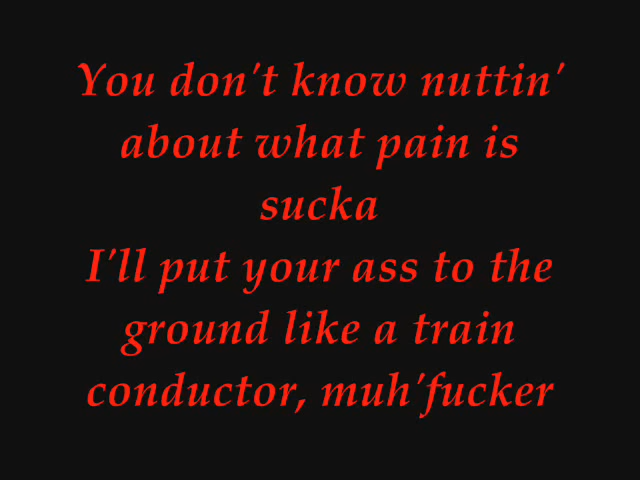 You don't know nuttin'
about what pain is
sucka
I'll put your ass to the
ground like a train
conductor, muh'fucker